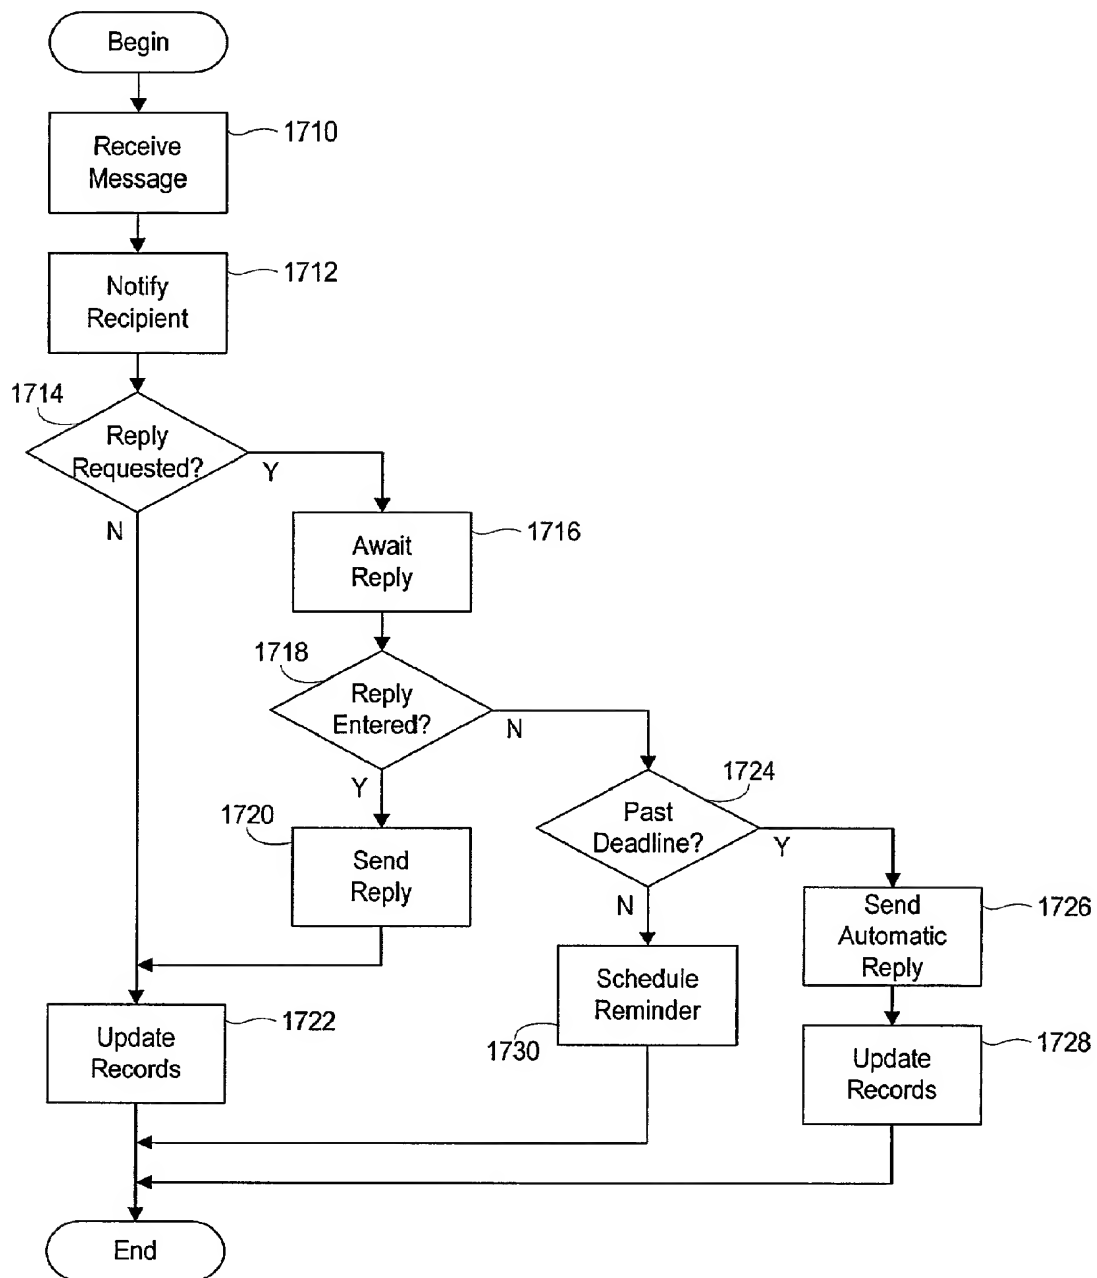 Begin
1710
Receive
Message
1712
Notify
Recipient
1714
Reply
Requested?
Y
N
1716
Await
Reply
1718
Reply
Entered?
N
Y
1724
Past
Deadline?
Y
N
1720
Send
Reply
1726
Send
Automatic
Reply
Schedule
Reminder
1730
1722
Update
Records
1728
Update
Records
End